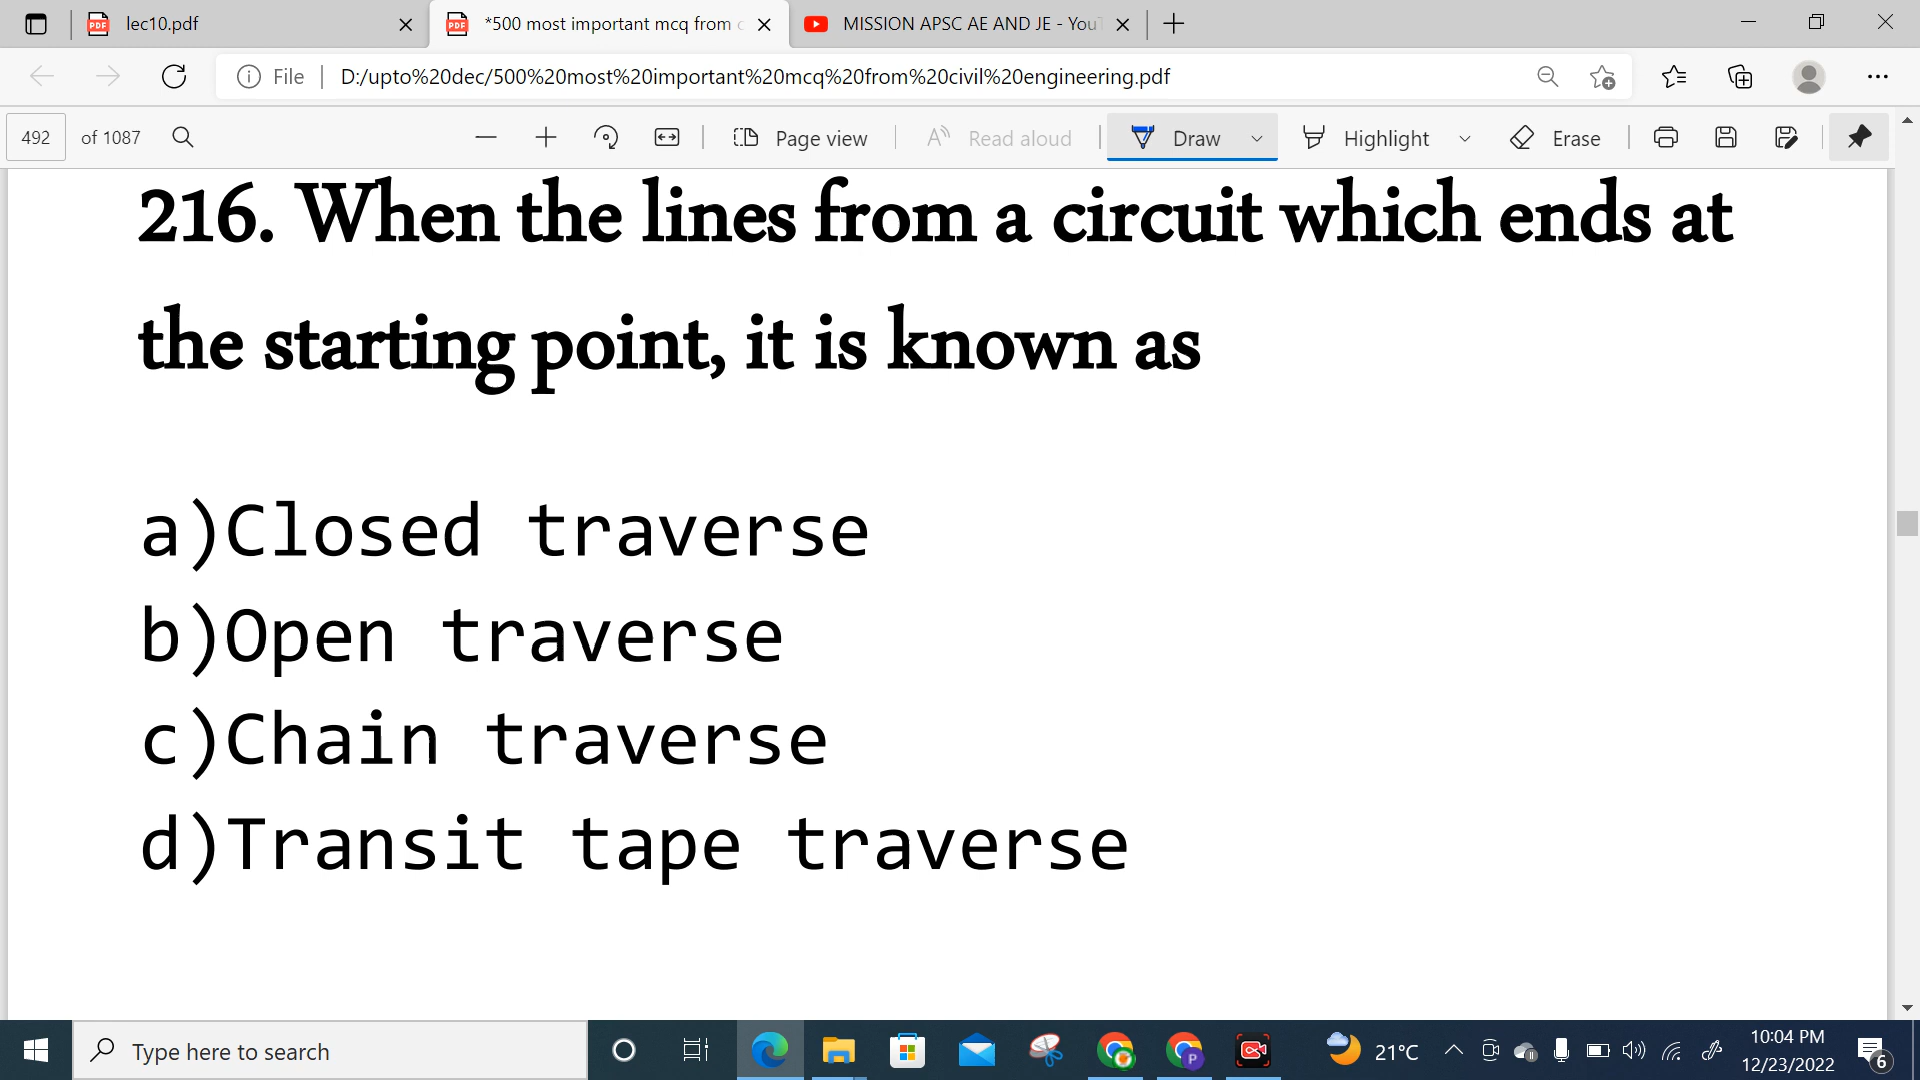 lec10.pdf
*500 most important mcq from
MISSION APSC AE AND JE - You
File
D:/upto%20dec/500%20most%20important%20mcq%20from%20civil%20engineering.pdf
492 of 1087
Page view
Read aloud
Draw
Highlight
Erase
216. When the lines from a circuit which ends at
the starting point, it is known as
a)Closed traverse
b)Open traverse
c)Chain traverse
d)Transit tape traverse
Type here to search
21°C
10:04 PM
12/23/2022
6